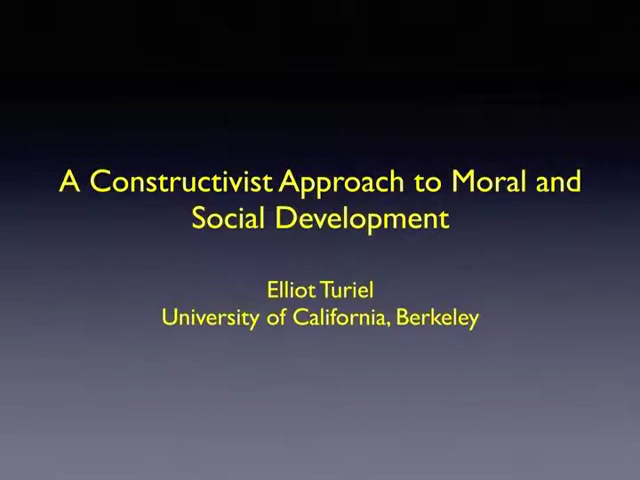 A Constructivist Approach to Moral and
Social Development
Elliot Turiel
University of California, Berkeley